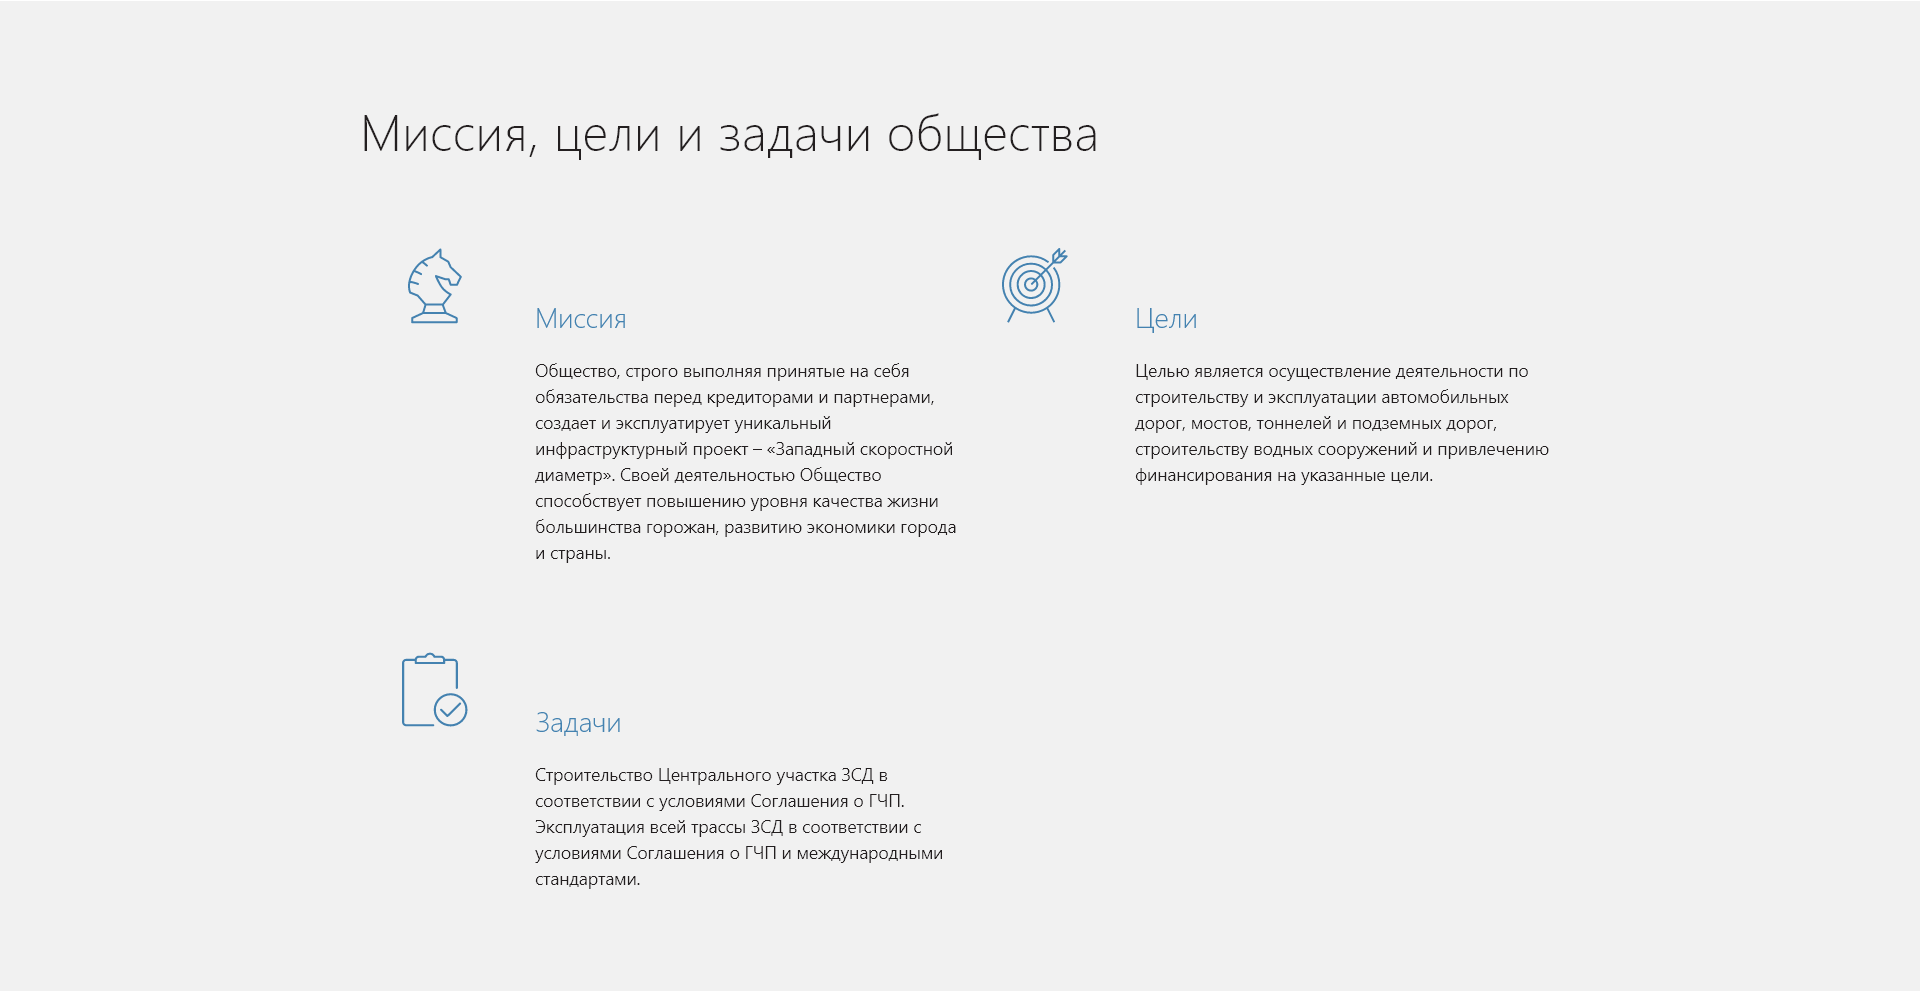 Миссия, цели и задачи общества
Миссия
Общество, строго выполняя принятые на себя
обязательства перед кредиторами и партнерами,
создает и эксплуатирует уникальный
инфраструктурный проект – «Западный скоростной
диаметр». Своей деятельностью Общество
способствует повышению уровня качества жизни
большинства горожан, развитию экономики города
и страны.
Цели
Целью является осуществление деятельности по
строительству и эксплуатации автомобильных
дорог, мостов, тоннелей и подземных дорог,
строительству водных сооружений и привлечению
финансирования на указанные цели.
Задачи
Строительство Центрального участка ЗСД в
соответствии с условиями Соглашения о ГЧП.
Эксплуатация всей трассы ЗСД в соответствии с
условиями Соглашения о ГЧП и международными
стандартами.